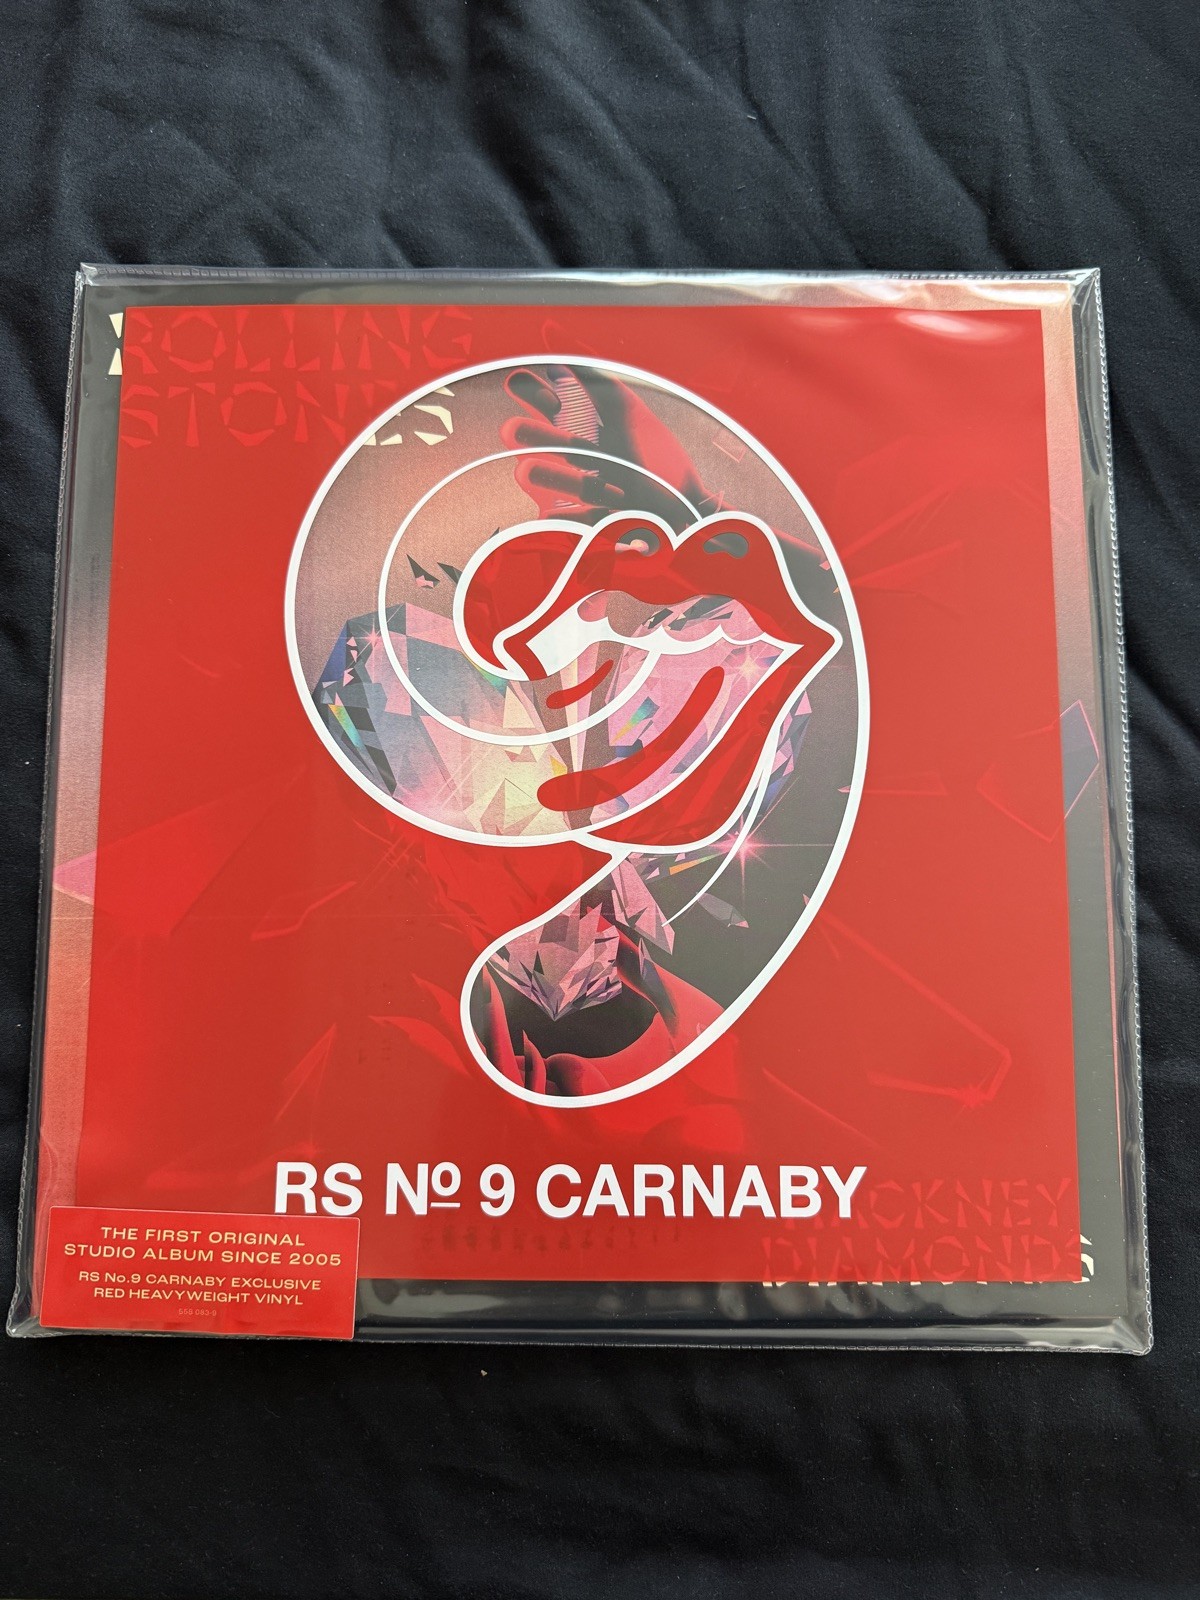 ROLLING
STONES
RS Nº 9 CARNABY
HACKNEY
DIAMONDS
THE FIRST ORIGINAL
STUDIO ALBUM SINCE 2005
RS No.9 CARNABY EXCLUSIVE
RED HEAVYWEIGHT VINYL